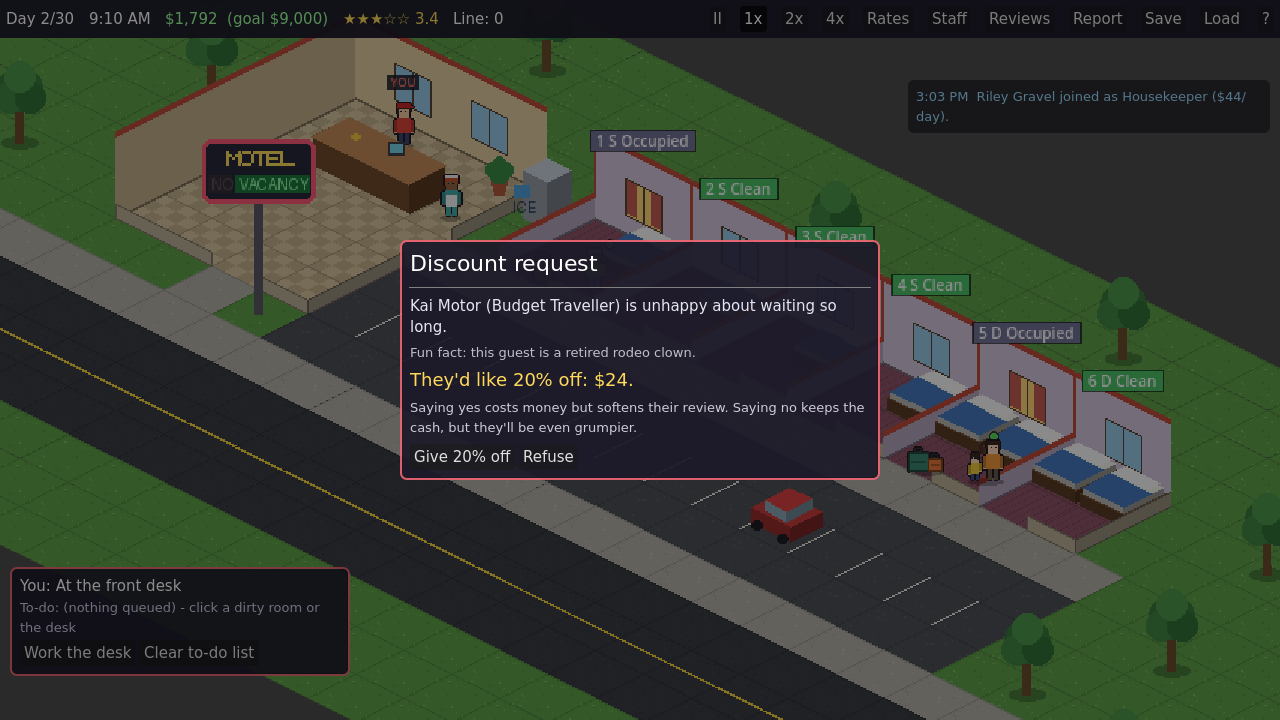 Day 2/30 9:10 AM $1,792 (goal $9,000) ★★★☆☆ 3.4 Line: 0 II 1x 2x 4x Rates Staff Reviews Report Save Load ?
3:03 PM Riley Gravel joined as Housekeeper ($44/
day).
YOU
MOTEL
NO VACANCY
ICE
1 S Occupied
2 S Clean
3 S Clean
4 S Clean
5 D Occupied
6 D Clean
Discount request
Kai Motor (Budget Traveller) is unhappy about waiting so
long.
Fun fact: this guest is a retired rodeo clown.
They'd like 20% off: $24.
Saying yes costs money but softens their review. Saying no keeps the
cash, but they'll be even grumpier.
Give 20% off Refuse
You: At the front desk
To-do: (nothing queued) - click a dirty room or
the desk
Work the desk Clear to-do list